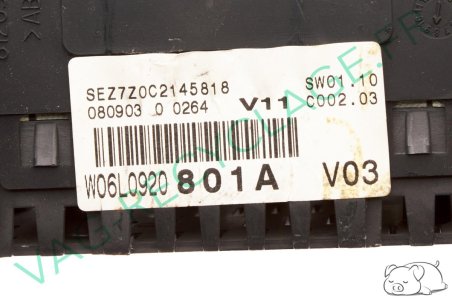 SEZ7Z0C2145818 SW01.10
080903 0 0264 V11 C002.03
W06L0920 801A V03
VAG-RECYCLAGE.FR